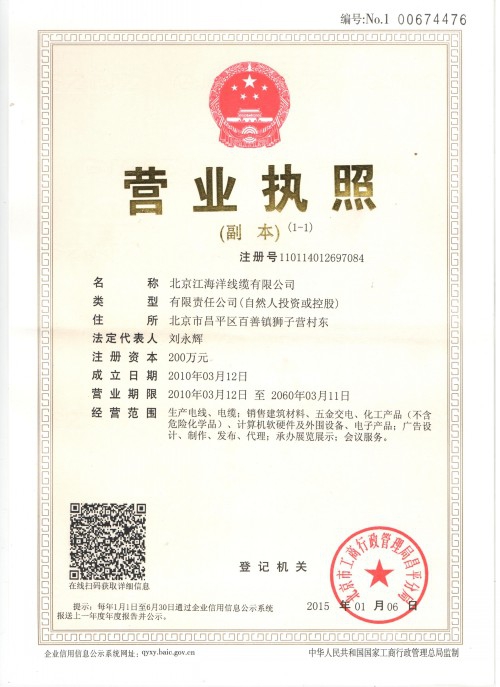 编号:No.1 00674476
营业执照
(副 本) (1-1)
注册号110114012697084
名 称 北京江海洋线缆有限公司
类 型 有限责任公司(自然人投资或控股)
住 所 北京市昌平区百善镇狮子营村东
法定代表人 刘永辉
注册资本 200万元
成立日期 2010年03月12日
营业期限 2010年03月12日 至 2060年03月11日
经营范围 生产电线、电缆；销售建筑材料、五金交电、化工产品（不含
危险化学品）、计算机软硬件及外围设备、电子产品；广告设
计、制作、发布、代理；承办展览展示；会议服务。
在线扫码获取详细信息
登记机关
北京市工商行政管理局昌平分局
2015 年 01 月 06 日
提示：每年1月1日至6月30日通过企业信用信息公示系统
报送上一年度年度报告并公示。
企业信用信息公示系统网址：qyxy.baic.gov.cn
中华人民共和国国家工商行政管理总局监制